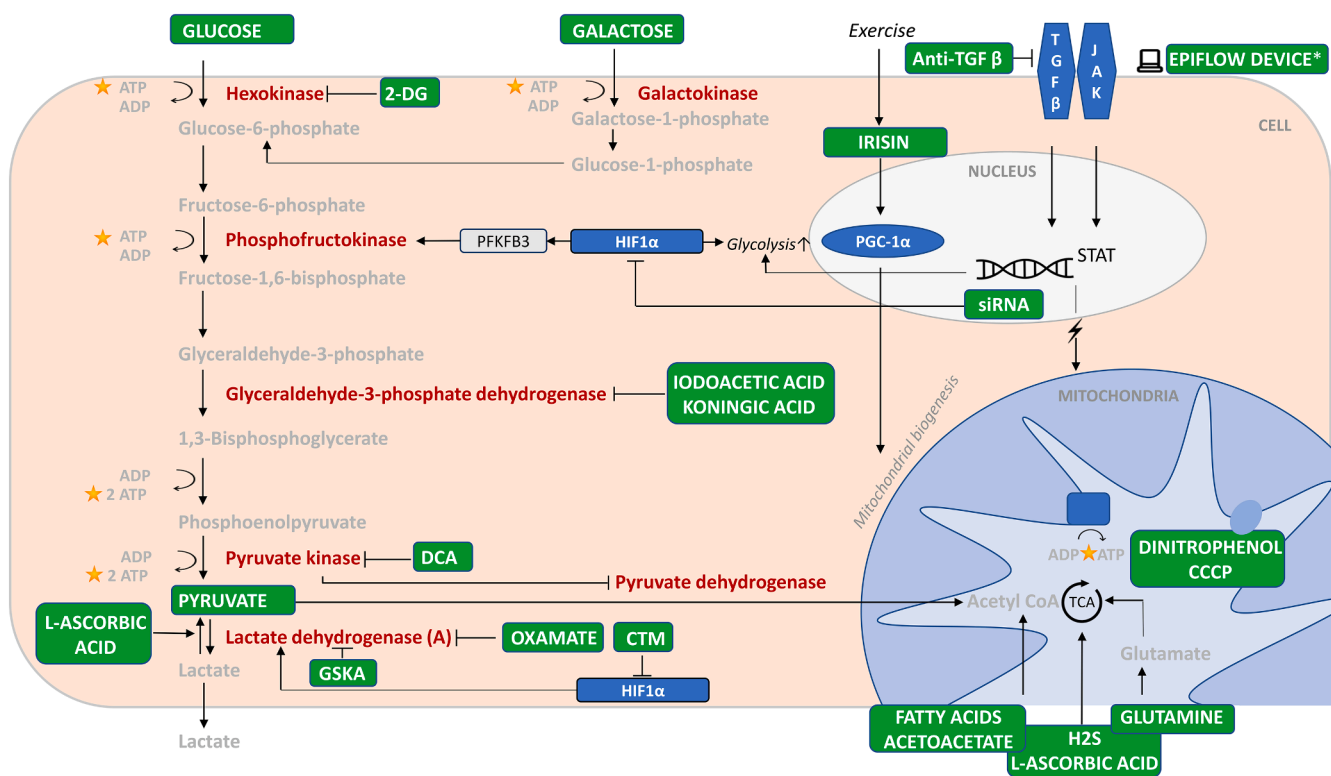 GLUCOSE
GALACTOSE
Exercise
Anti-TGF β
T
G
F
β
J
A
K
EPIFLOW DEVICE*
ATP
ADP
Hexokinase
2-DG
ATP
ADP
Galactokinase
CELL
Glucose-6-phosphate
Galactose-1-phosphate
IRISIN
Glucose-1-phosphate
NUCLEUS
Fructose-6-phosphate
ATP
ADP
Phosphofructokinase
PFKFB3
HIF1α
Glycolysis↑
PGC-1α
STAT
Fructose-1,6-bisphosphate
siRNA
Glyceraldehyde-3-phosphate
Glyceraldehyde-3-phosphate dehydrogenase
IODOACETIC ACID
KONINGIC ACID
MITOCHONDRIA
Mitochondrial biogenesis
1,3-Bisphosphoglycerate
ADP
2 ATP
Phosphoenolpyruvate
ADP
2 ATP
Pyruvate kinase
DCA
Pyruvate dehydrogenase
ADP
ATP
DINITROPHENOL
CCCP
PYRUVATE
Acetyl CoA
TCA
L-ASCORBIC
ACID
Lactate dehydrogenase (A)
OXAMATE
CTM
Glutamate
Lactate
GSKA
HIF1α
Lactate
FATTY ACIDS
ACETOACETATE
GLUTAMINE
H2S
L-ASCORBIC ACID